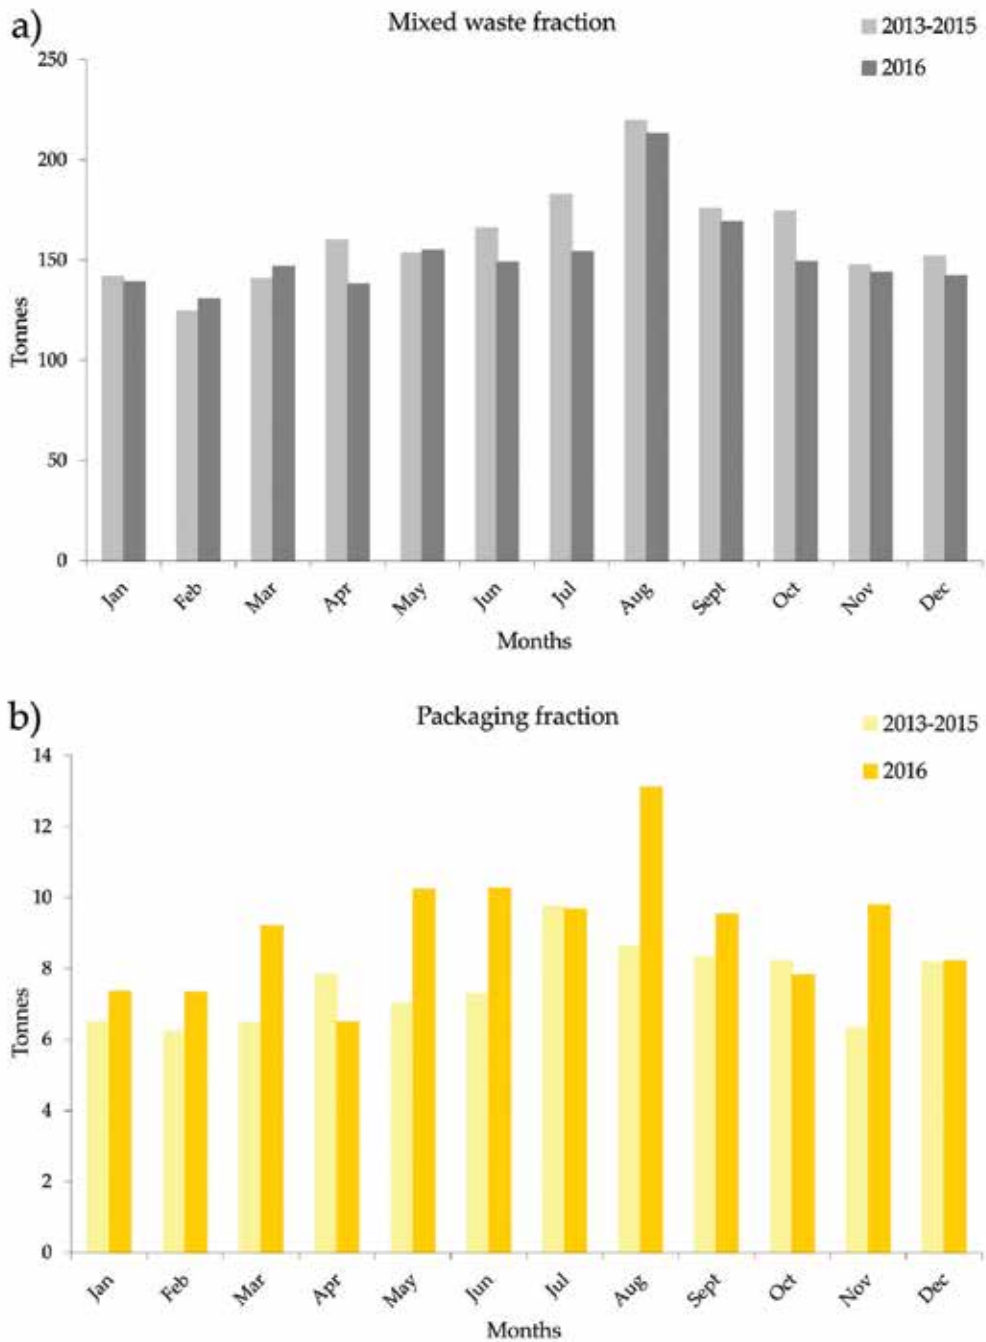 a)
Mixed waste fraction
2013-2015
2016
250
200
150
100
50
0
Tonnes
Jan Feb Mar Apr May Jun Jul Aug Sept Oct Nov Dec
Months
b)
Packaging fraction
2013-2015
2016
14
12
10
8
6
4
2
0
Tonnes
Jan Feb Mar Apr May Jun Jul Aug Sept Oct Nov Dec
Months